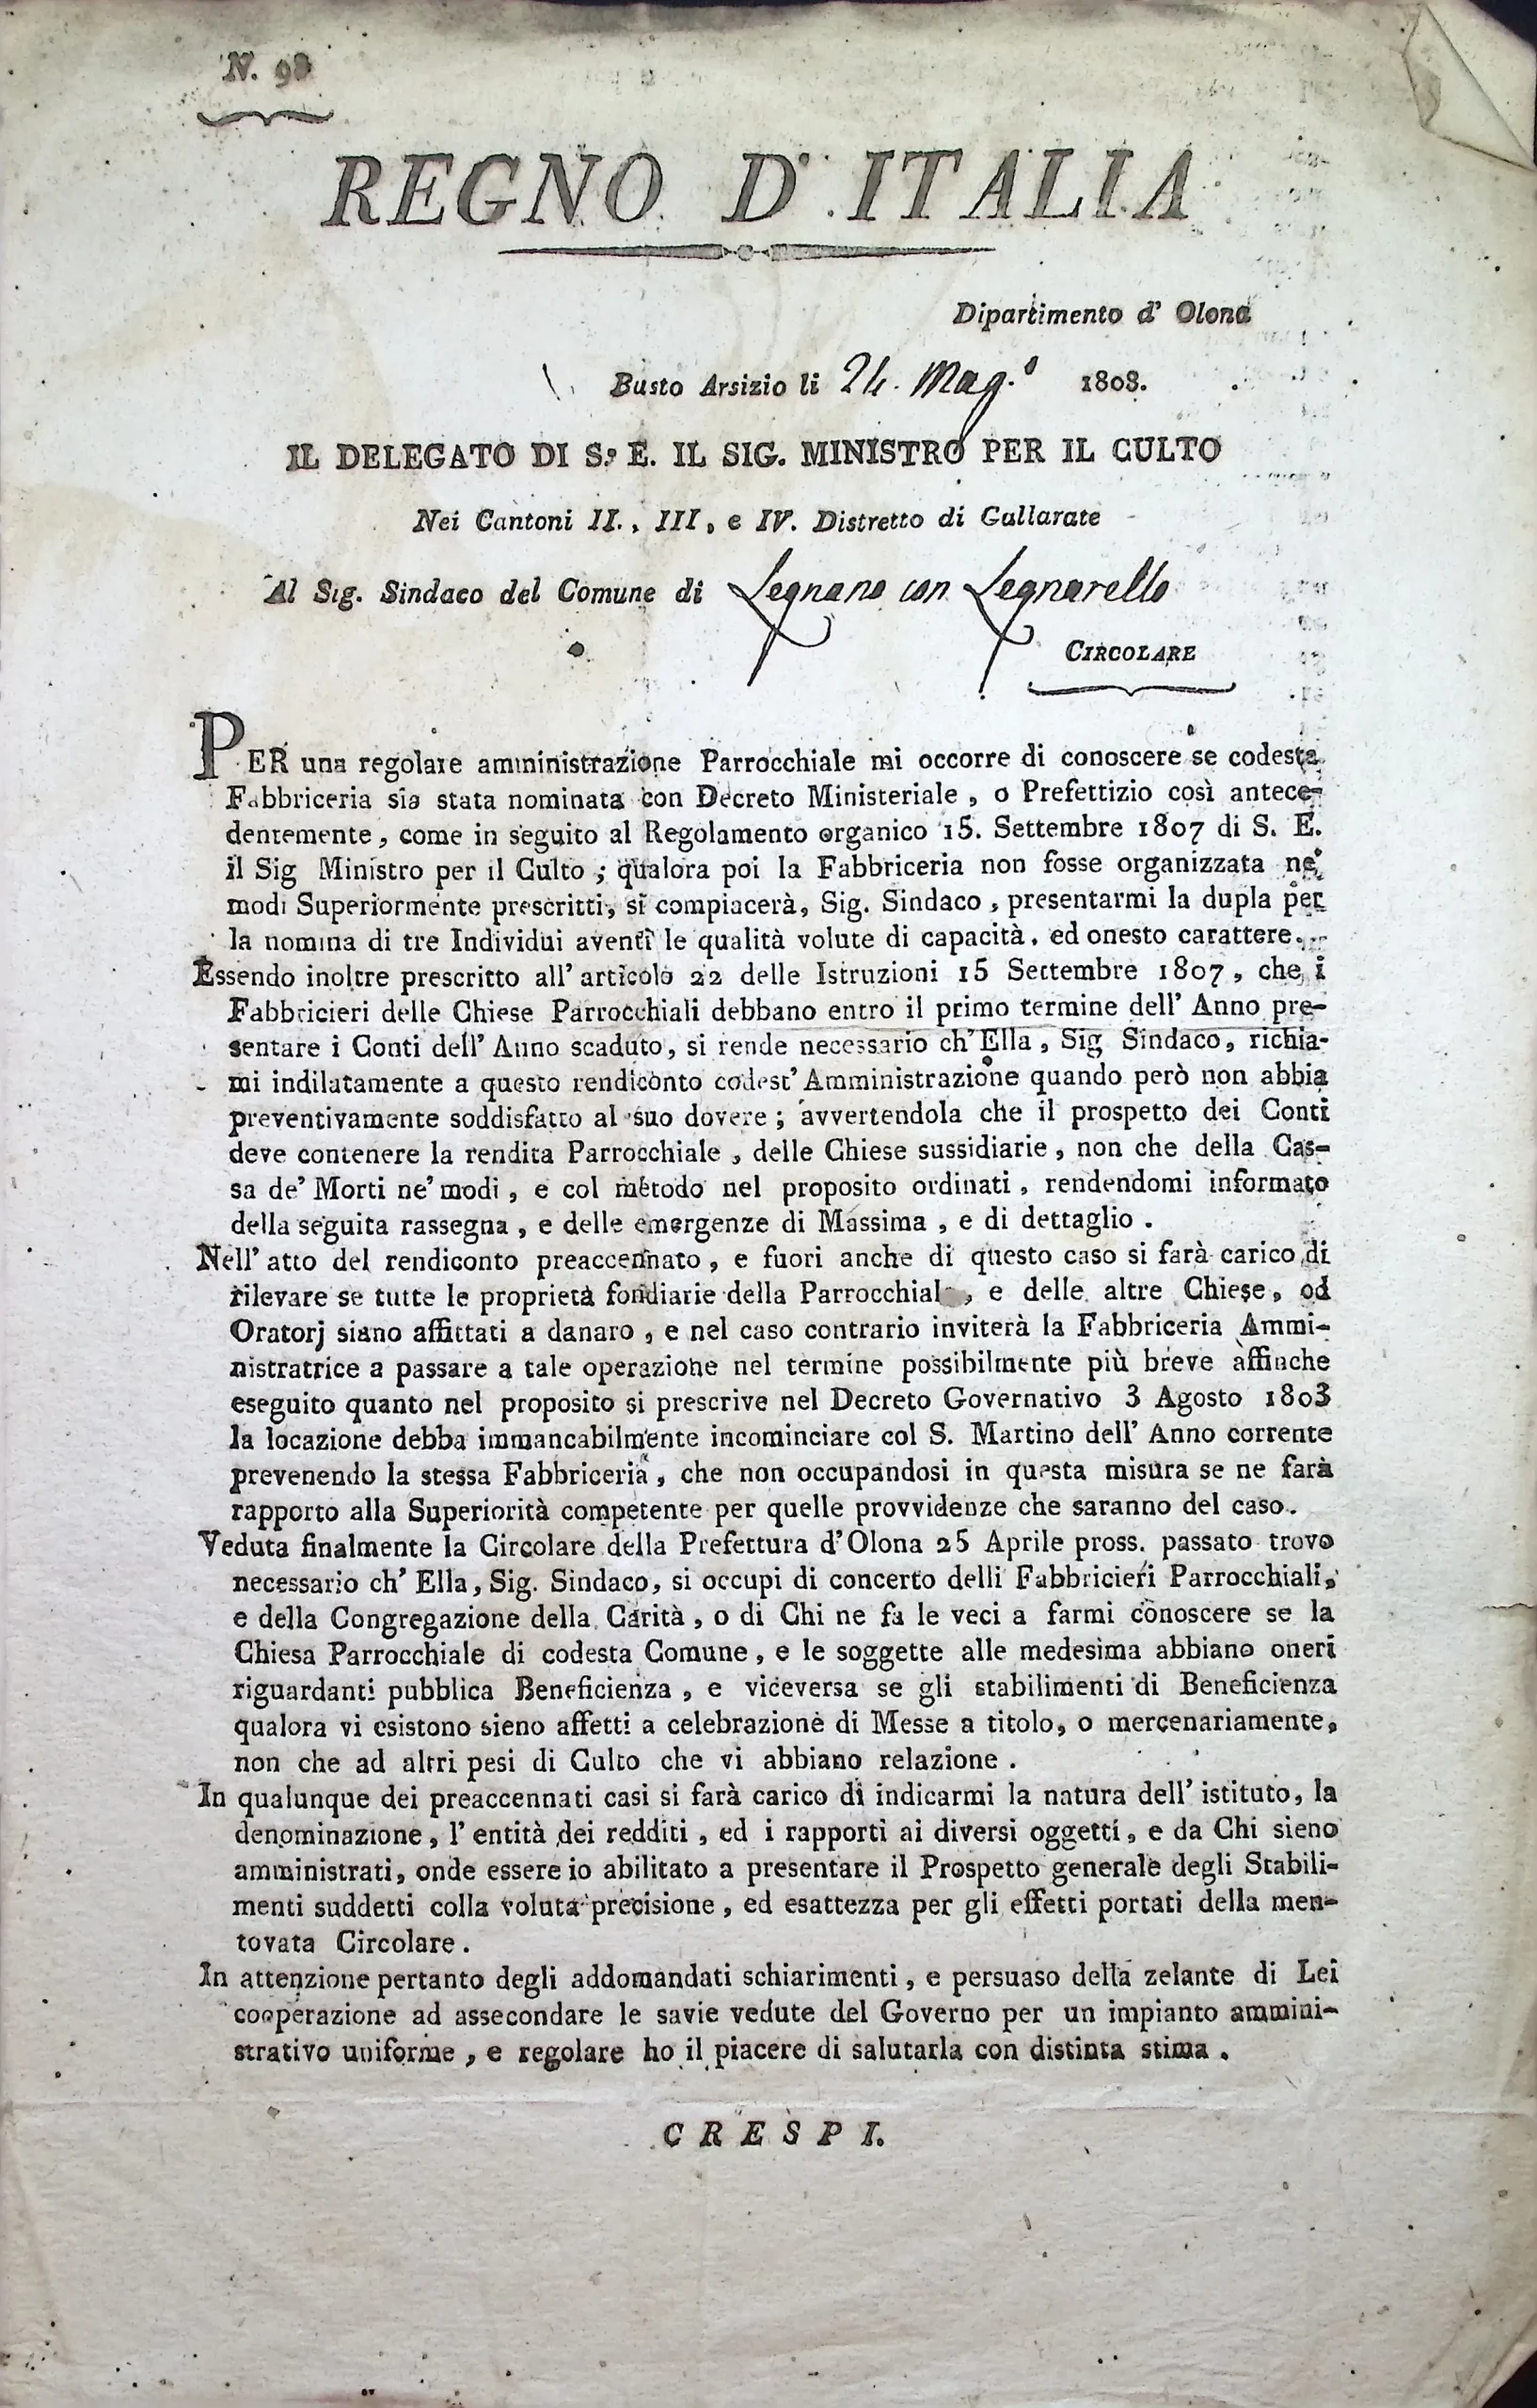 N. 98
REGNO D' ITALIA
Dipartimento d' Olona
Busto Arsizio li 24. Mag.o 1808.
IL DELEGATO DI S. E. IL SIG. MINISTRO PER IL CULTO
Nei Cantoni II., III, e IV. Distretto di Gallarate
Al Sig. Sindaco del Comune di Legnano con Legnarello
CIRCOLARE
PER una regolare amministrazione Parrocchiale mi occorre di conoscere se codesta
Fabbriceria sia stata nominata con Decreto Ministeriale, o Prefettizio così antece-
dentemente, come in seguito al Regolamento organico 15. Settembre 1807 di S. E.
il Sig Ministro per il Culto; qualora poi la Fabbriceria non fosse organizzata ne'
modi Superiormente prescritti, si compiacerà, Sig. Sindaco, presentarmi la dupla per
la nomina di tre Individui aventi le qualità volute di capacità, ed onesto carattere.
Essendo inoltre prescritto all' articolo 22 delle Istruzioni 15 Settembre 1807, che i
Fabbricieri delle Chiese Parrocchiali debbano entro il primo termine dell' Anno pre-
sentare i Conti dell' Anno scaduto, si rende necessario ch' Ella, Sig Sindaco, richia-
mi indilatamente a questo rendiconto codest' Amministrazione quando però non abbia
preventivamente soddisfatto al suo dovere; avvertendola che il prospetto dei Conti
deve contenere la rendita Parrocchiale, delle Chiese sussidiarie, non che della Cas-
sa de' Morti ne' modi, e col metodo nel proposito ordinati, rendendomi informato
della seguita rassegna, e delle emergenze di Massima, e di dettaglio.
Nell' atto del rendiconto preaccennato, e fuori anche di questo caso si farà carico di
rilevare se tutte le proprietà fondiarie della Parrocchiale, e delle altre Chiese, od
Oratorj siano affittati a danaro, e nel caso contrario inviterà la Fabbriceria Ammi-
nistratrice a passare a tale operazione nel termine possibilmente più breve affinche
eseguito quanto nel proposito si prescrive nel Decreto Governativo 3 Agosto 1803
la locazione debba immancabilmente incominciare col S. Martino dell' Anno corrente
prevenendo la stessa Fabbriceria, che non occupandosi in questa misura se ne farà
rapporto alla Superiorità competente per quelle provvidenze che saranno del caso.
Veduta finalmente la Circolare della Prefettura d' Olona 25 Aprile pross. passato trovo
necessario ch' Ella, Sig. Sindaco, si occupi di concerto delli Fabbricieri Parrocchiali,
e della Congregazione della Carità, o di Chi ne fa le veci a farmi conoscere se la
Chiesa Parrocchiale di codesta Comune, e le soggette alle medesima abbiano oneri
riguardanti pubblica Beneficienza, e viceversa se gli stabilimenti di Beneficienza
qualora vi esistono sieno affetti a celebrazione di Messe a titolo, o mercenariamente,
non che ad altri pesi di Culto che vi abbiano relazione.
In qualunque dei preaccennati casi si farà carico di indicarmi la natura dell' istituto, la
denominazione, l' entità dei redditi, ed i rapporti ai diversi oggetti, e da Chi sieno
amministrati, onde essere io abilitato a presentare il Prospetto generale degli Stabili-
menti suddetti colla voluta precisione, ed esattezza per gli effetti portati della men-
tovata Circolare.
In attenzione pertanto degli addomandati schiarimenti, e persuaso della zelante di Lei
cooperazione ad assecondare le savie vedute del Governo per un impianto ammini-
strativo uniforme, e regolare ho il piacere di salutarla con distinta stima.
CRESPI.